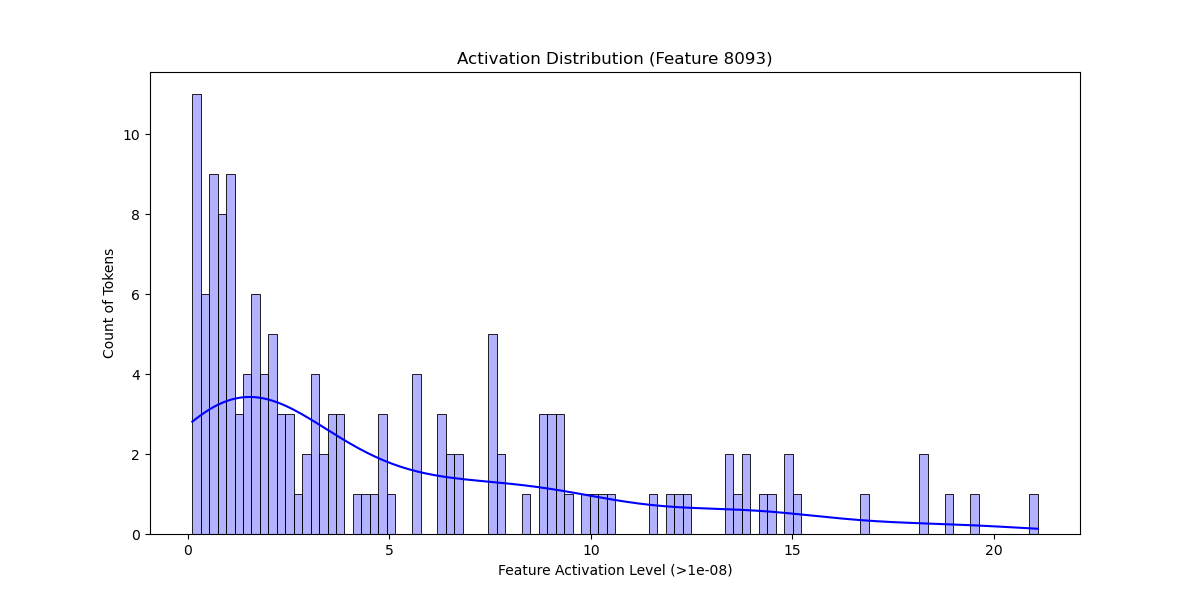 Activation Distribution (Feature 8093)
Count of Tokens
10
8
6
4
2
0
0 5 10 15 20
Feature Activation Level (>1e-08)